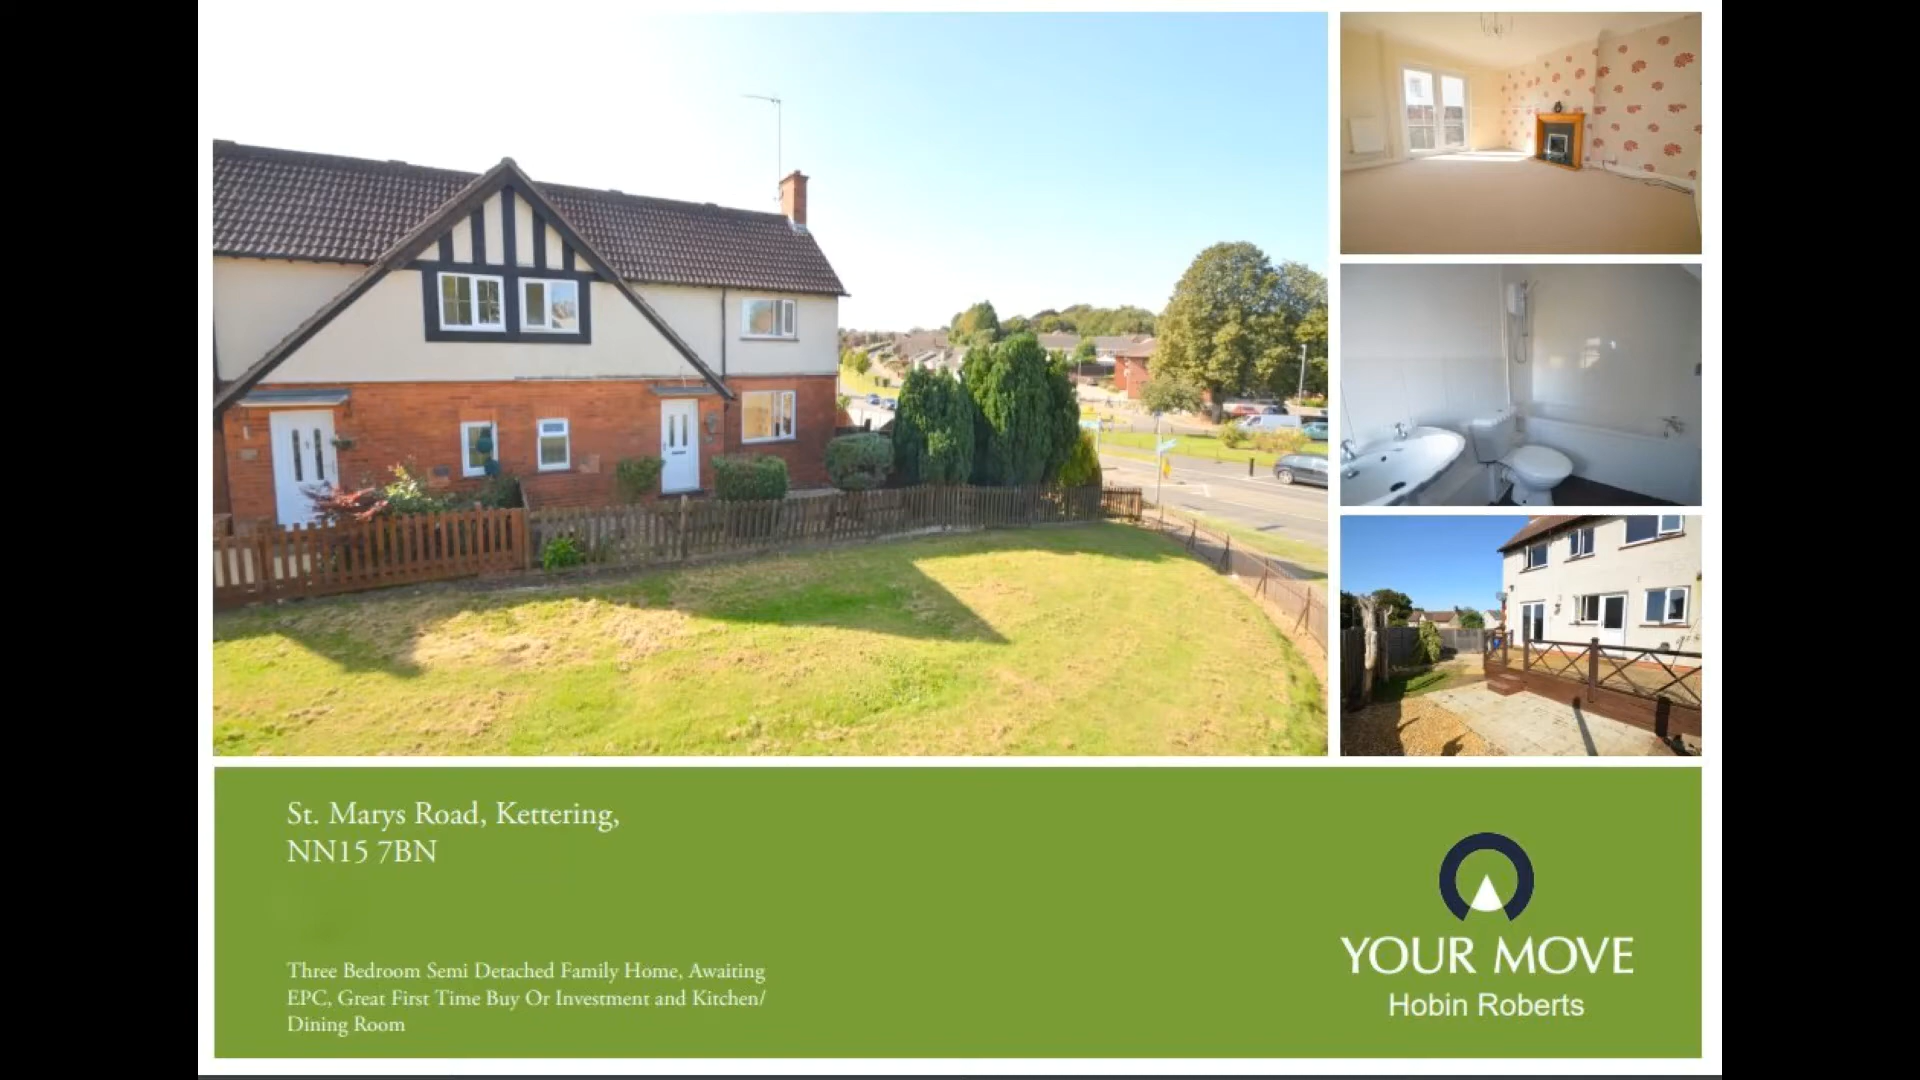 St. Marys Road, Kettering,
NN15 7BN
Three Bedroom Semi Detached Family Home, Awaiting
EPC, Great First Time Buy Or Investment and Kitchen/
Dining Room
YOUR MOVE
Hobin Roberts